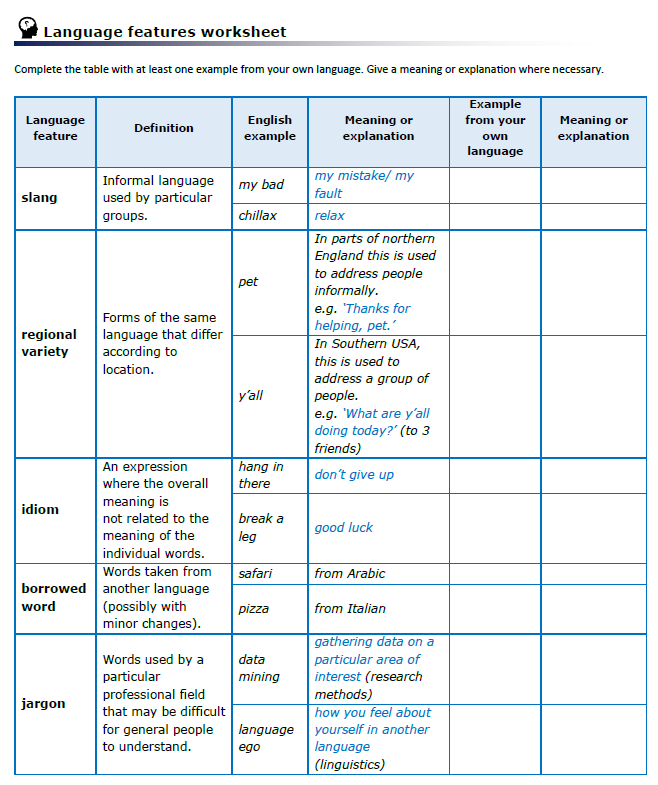 Language features worksheet
Complete the table with at least one example from your own language. Give a meaning or explanation where necessary.
Language
feature
Definition
English
example
Meaning or
explanation
Example
from your
own
language
Meaning or
explanation
slang
Informal language
used by particular
groups.
my bad
my mistake/ my
fault
chillax
relax
regional
variety
Forms of the same
language that differ
according to
location.
pet
In parts of northern
England this is used
to address people
informally.
e.g. ‘Thanks for
helping, pet.’
y’all
In Southern USA,
this is used to
address a group of
people.
e.g. ‘What are y’all
doing today?’ (to 3
friends)
idiom
An expression
where the overall
meaning is
not related to the
meaning of the
individual words.
hang in
there
don’t give up
break a
leg
good luck
borrowed
word
Words taken from
another language
(possibly with
minor changes).
safari
from Arabic
pizza
from Italian
jargon
Words used by a
particular
professional field
that may be difficult
for general people
to understand.
data
mining
gathering data on a
particular area of
interest (research
methods)
language
ego
how you feel about
yourself in another
language
(linguistics)